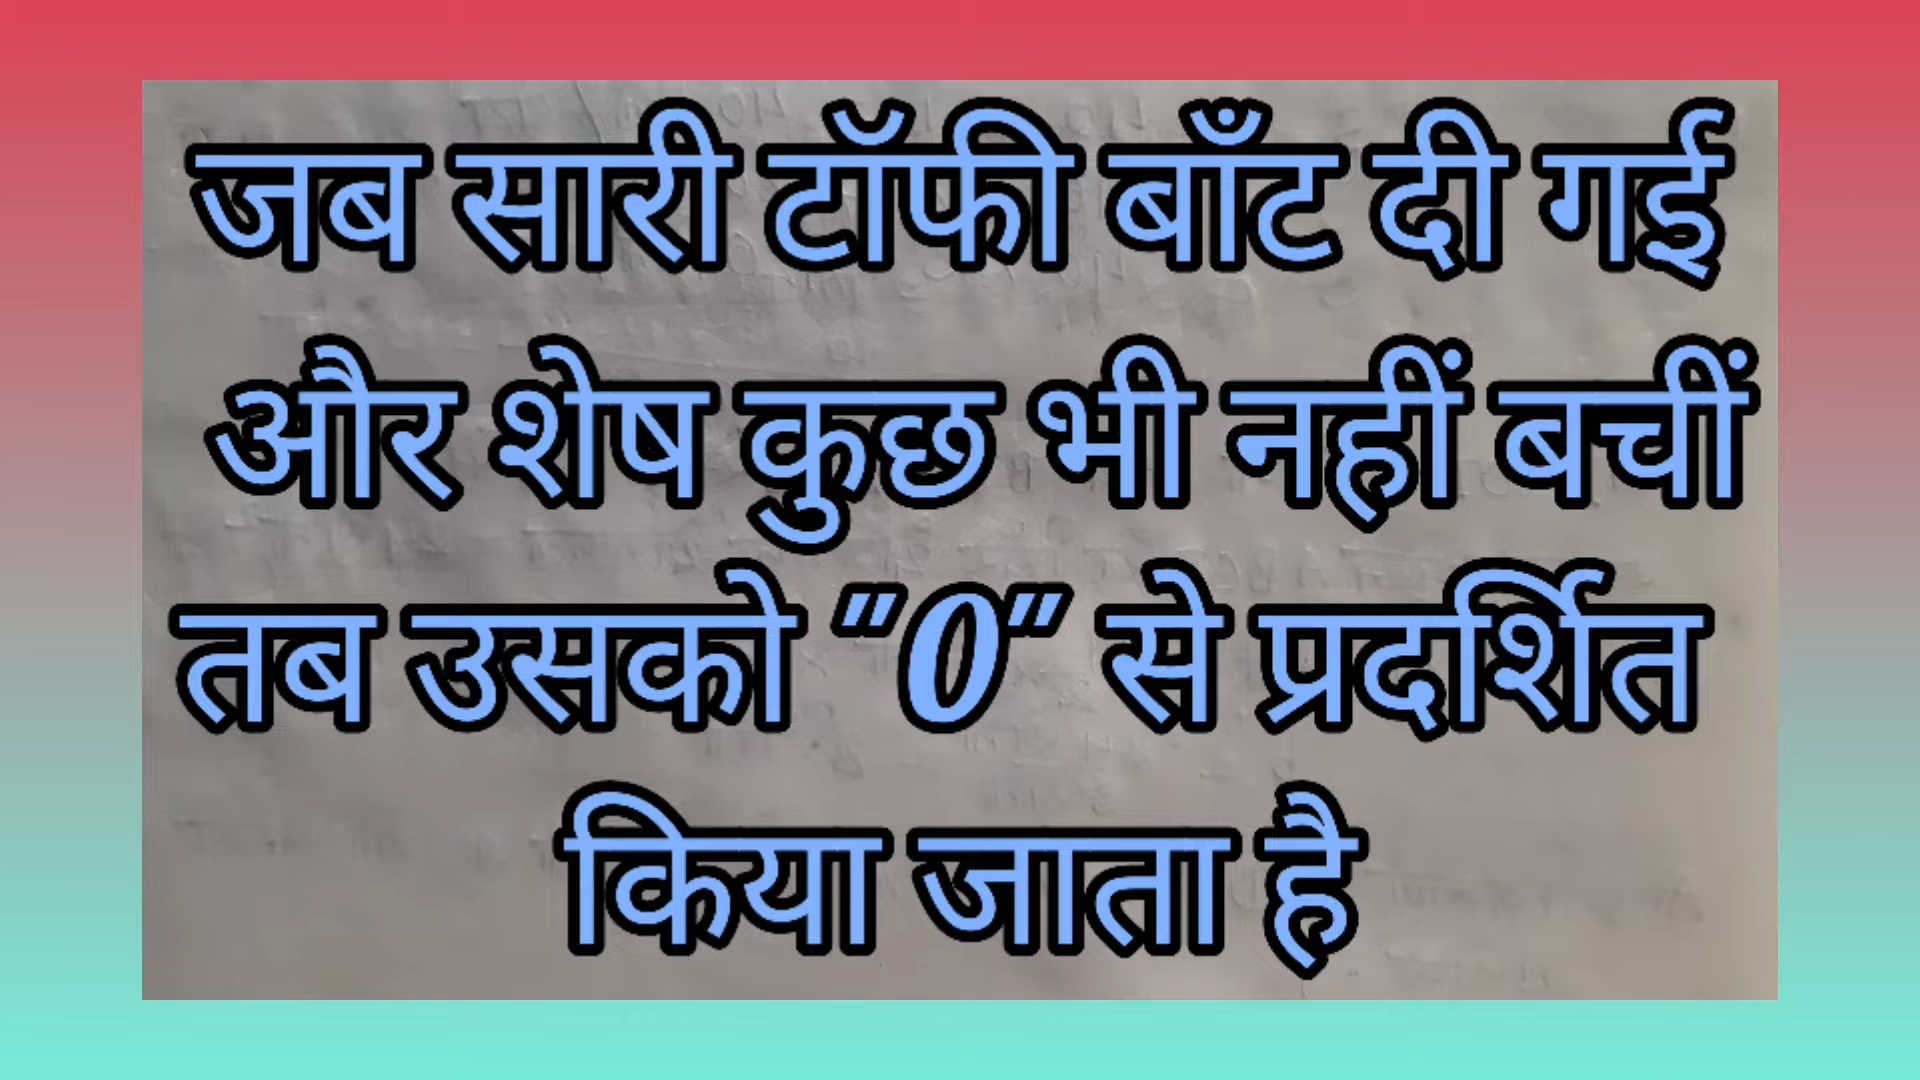 जब सारी टॉफी बाँट दी गई
और शेष कुछ भी नहीं बचीं
तब उसको "0" से प्रदर्शित
किया जाता है